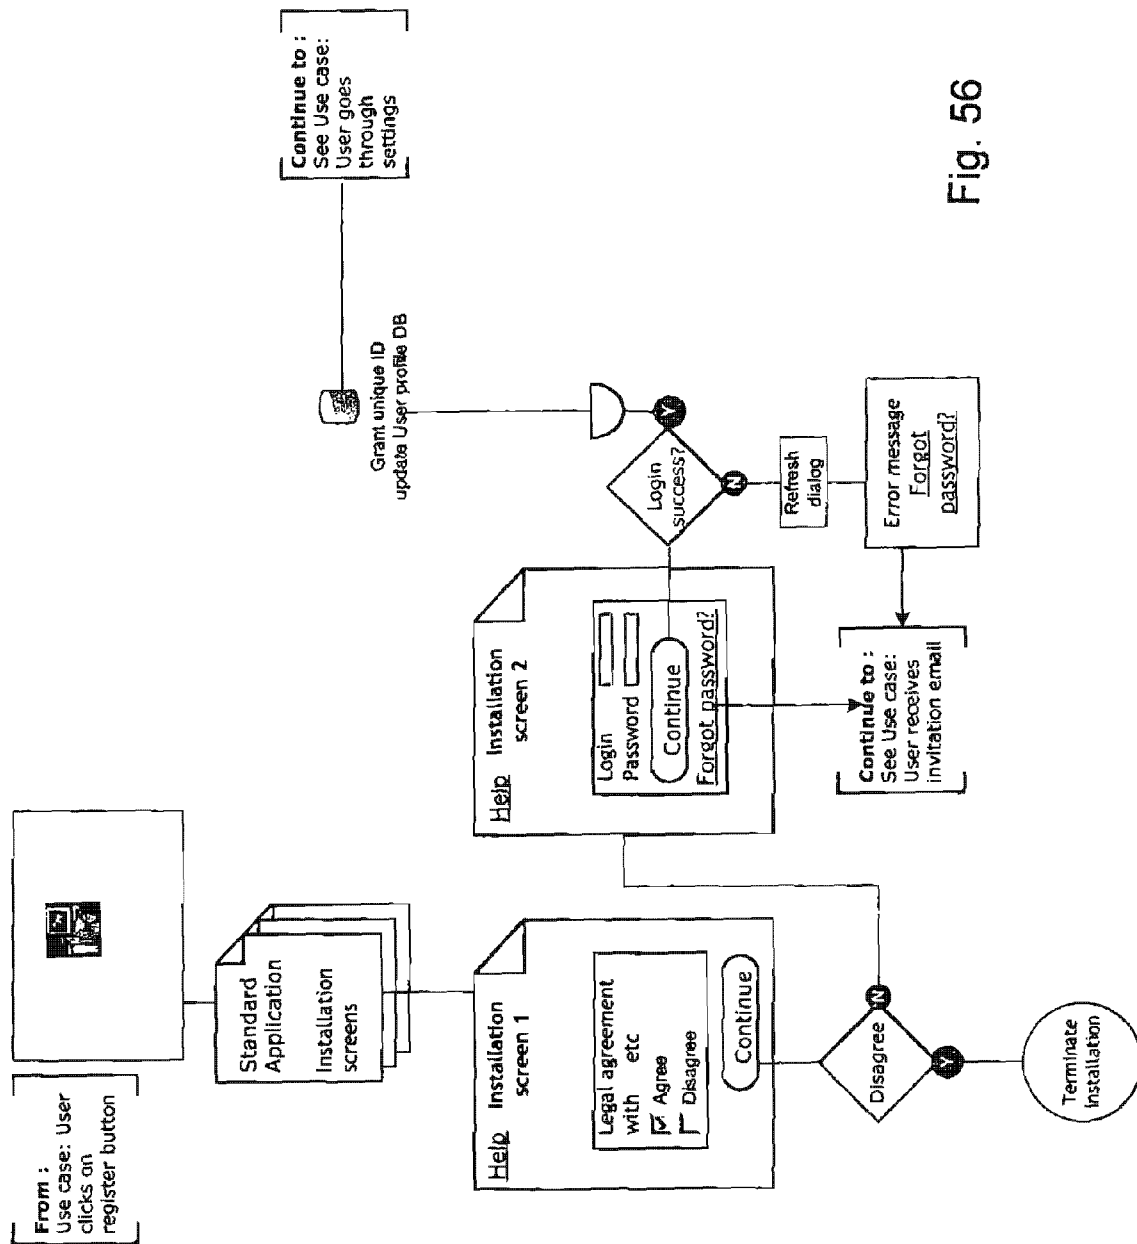 From :
Use case: User
clicks on
register button
Standard
Application
Installation
screens
Help
Installation
screen 1
Legal agreement
with etc
Agree
Disagree
Continue
Disagree
N
Y
Terminate
Installation
Help
Installation
screen 2
Login
Password
Continue
Forgot password?
Login
success?
Y
N
Refresh
dialog
Error message
Forgot
password?
Continue to :
See Use case:
User receives
invitation email
Grant unique ID
update User profile DB
Continue to :
See Use case:
User goes
through
settings
Fig. 56